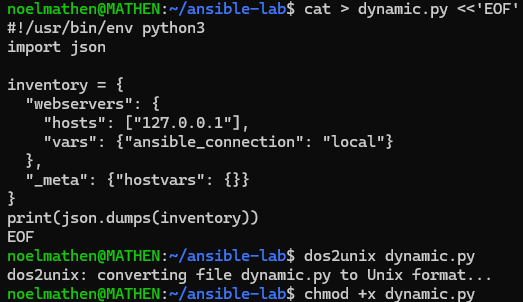 noelmathen@MATHEN:~/ansible-lab$ cat > dynamic.py <<'EOF'
#!/usr/bin/env python3
import json

inventory = {
  "webservers": {
    "hosts": ["127.0.0.1"],
    "vars": {"ansible_connection": "local"}
  },
  "_meta": {"hostvars": {}}
}
print(json.dumps(inventory))
EOF
noelmathen@MATHEN:~/ansible-lab$ dos2unix dynamic.py
dos2unix: converting file dynamic.py to Unix format...
noelmathen@MATHEN:~/ansible-lab$ chmod +x dynamic.py